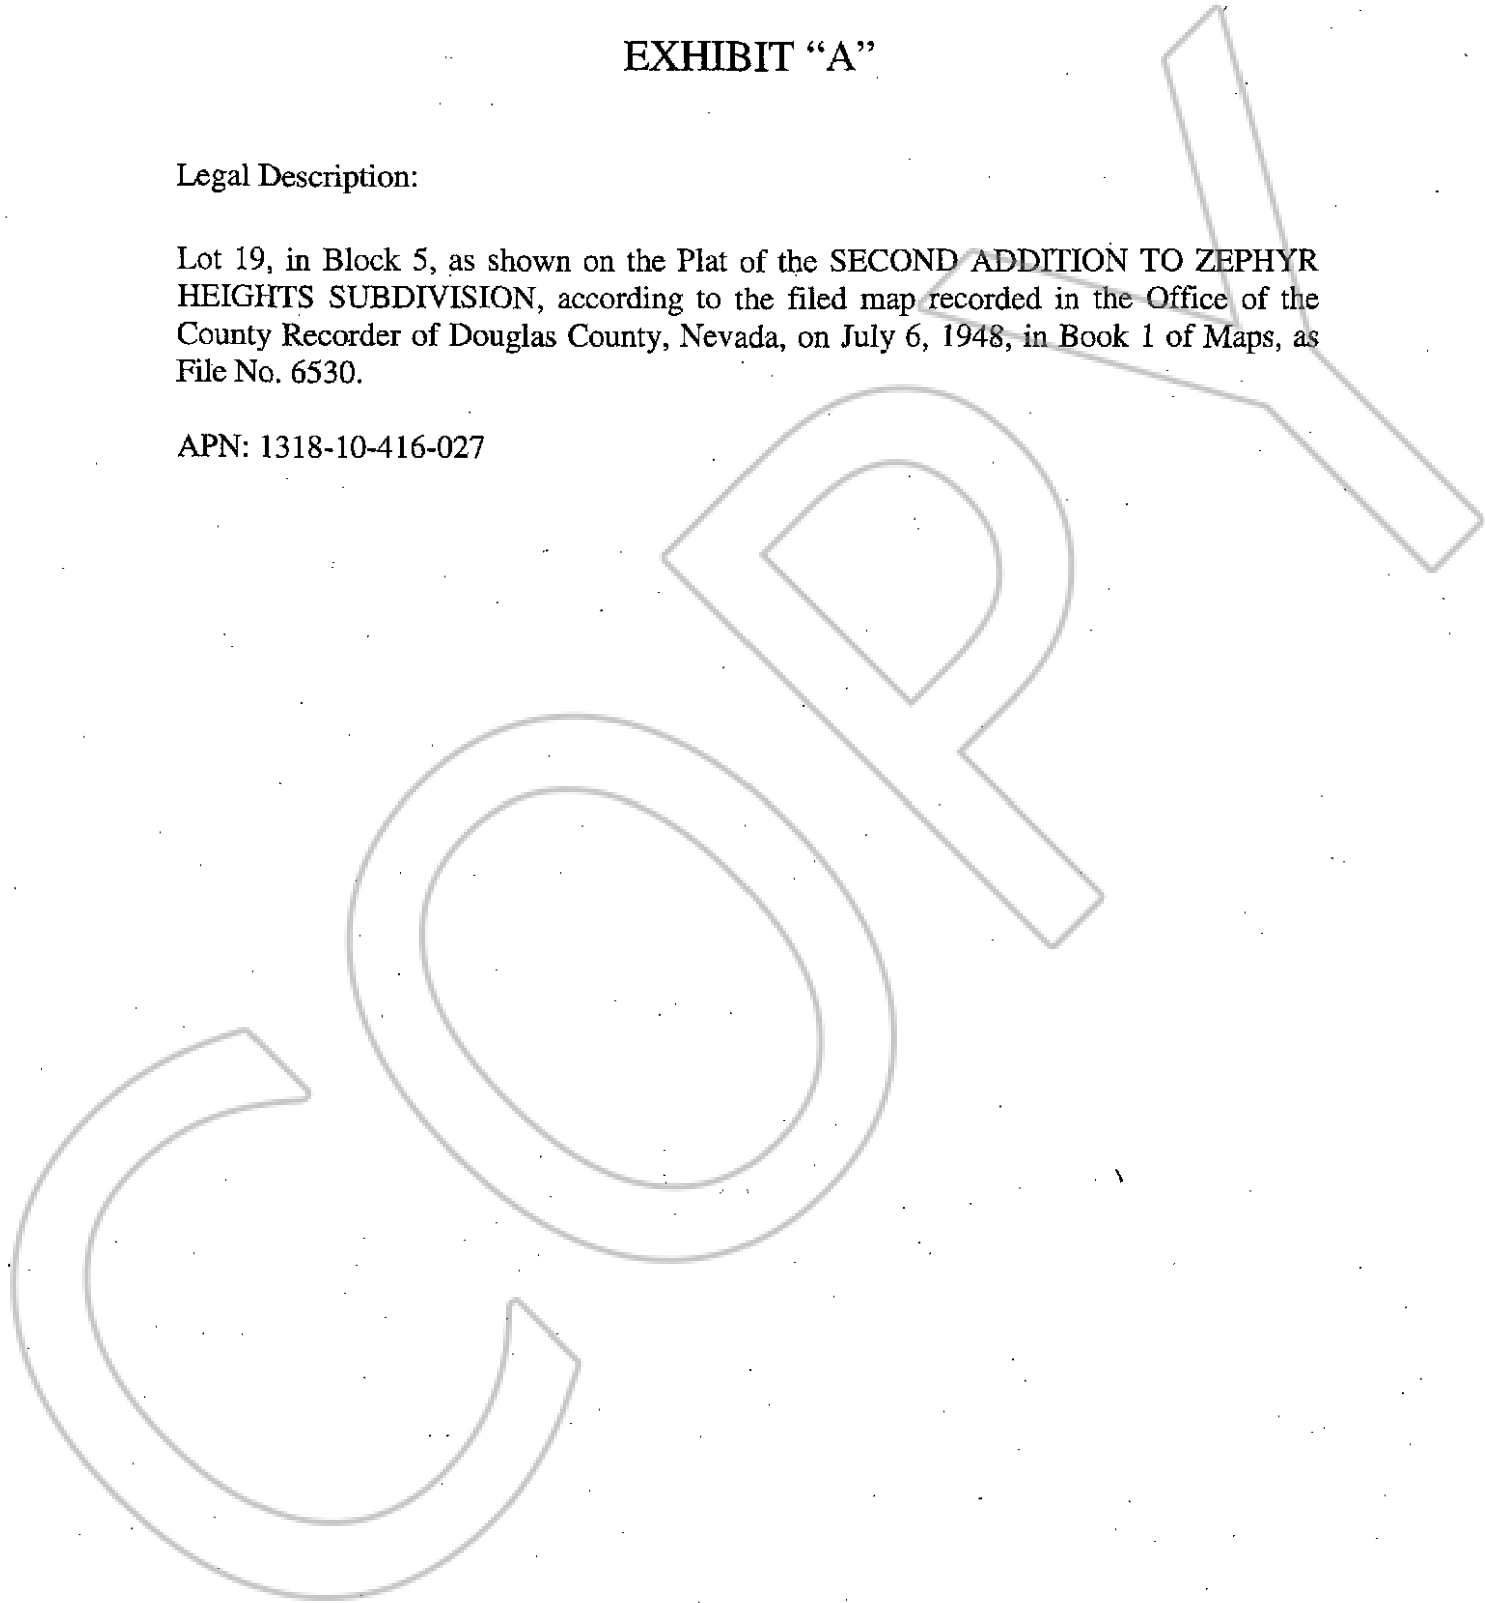 EXHIBIT “A”
Legal Description:
Lot 19, in Block 5, as shown on the Plat of the SECOND ADDITION TO ZEPHYR
HEIGHTS SUBDIVISION, according to the filed map recorded in the Office of the
County Recorder of Douglas County, Nevada, on July 6, 1948, in Book 1 of Maps, as
File No. 6530.
APN: 1318-10-416-027
COPY